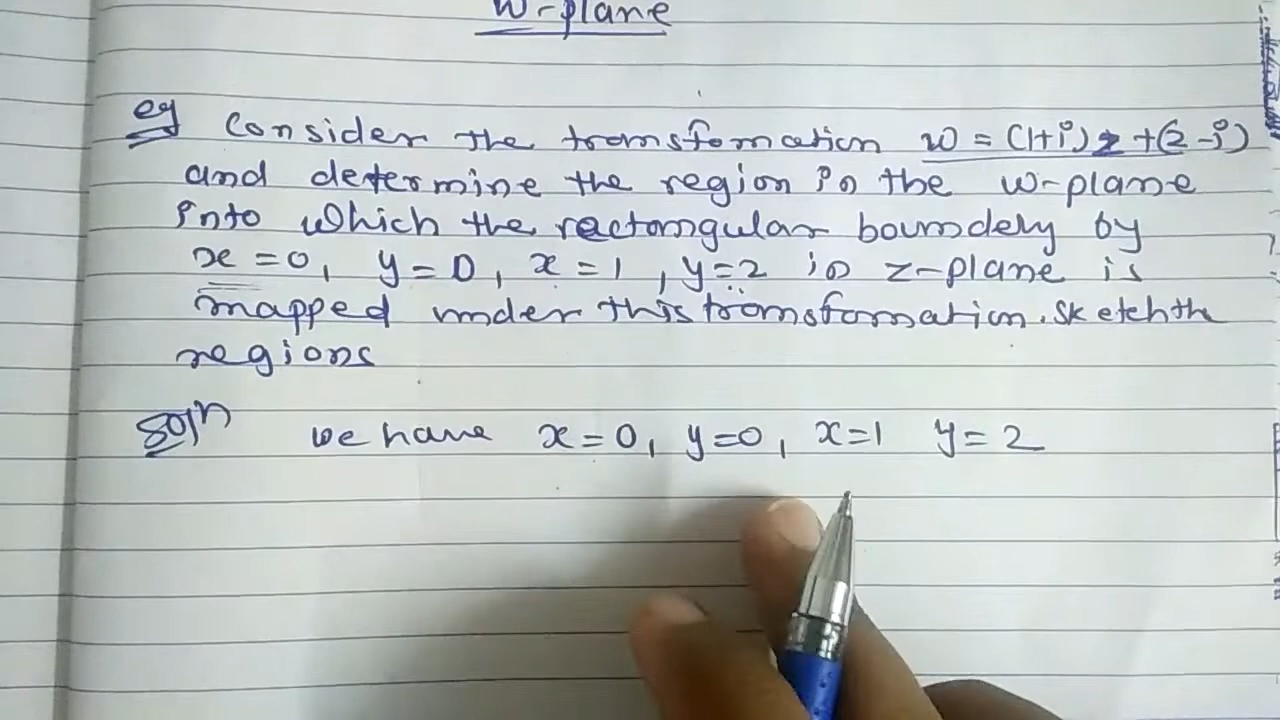 w-plane
eg Consider the transformation w = (1+i)z + (2-i)
and determine the region in the w-plane
into which the rectangular boundely by
x = 0, y = 0, x = 1, y = 2 in z-plane is
mapped under this transformation. Sketch the
regions
Soln we have x = 0, y = 0, x = 1 y = 2